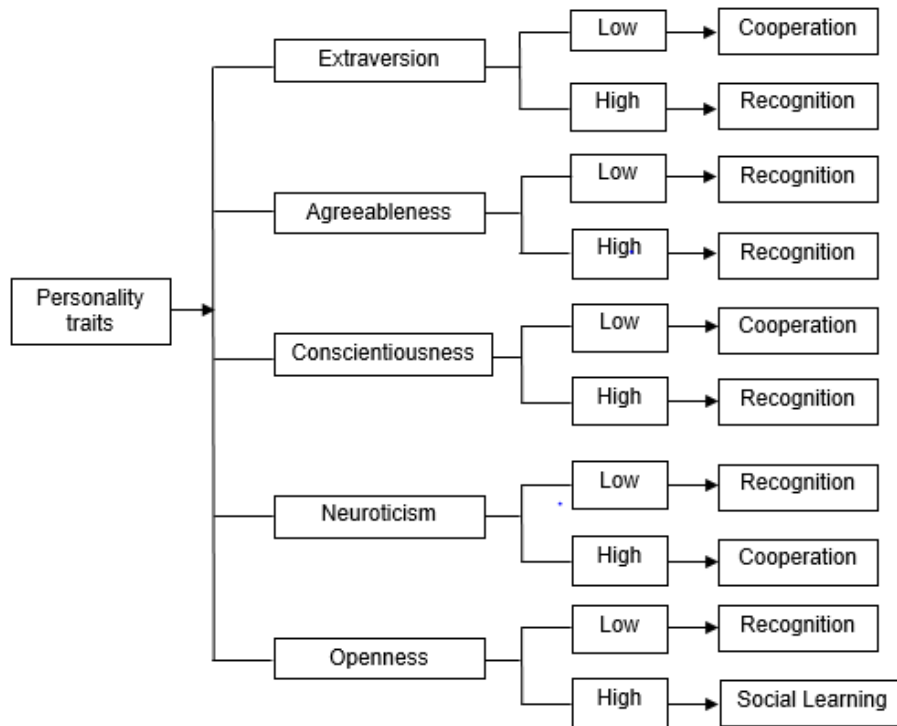 Low
Cooperation
Extraversion
High
Recognition
Low
Recognition
Agreeableness
High
Recognition
Personality
traits
Low
Cooperation
Conscientiousness
High
Recognition
Low
Recognition
Neuroticism
High
Cooperation
Low
Recognition
Openness
High
Social Learning